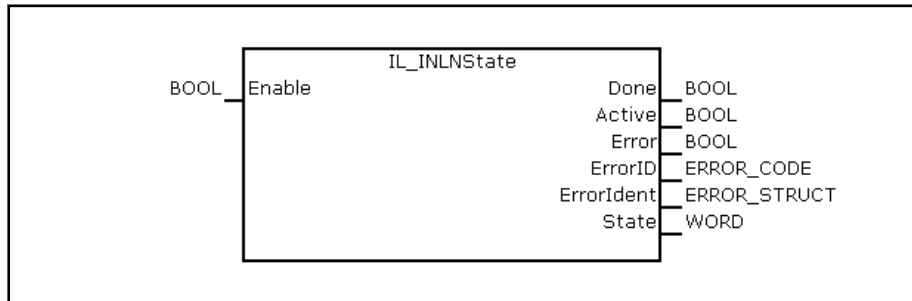 IL_INLNState
BOOL Enable Done BOOL
Active BOOL
Error BOOL
ErrorID ERROR_CODE
ErrorIdent ERROR_STRUCT
State WORD